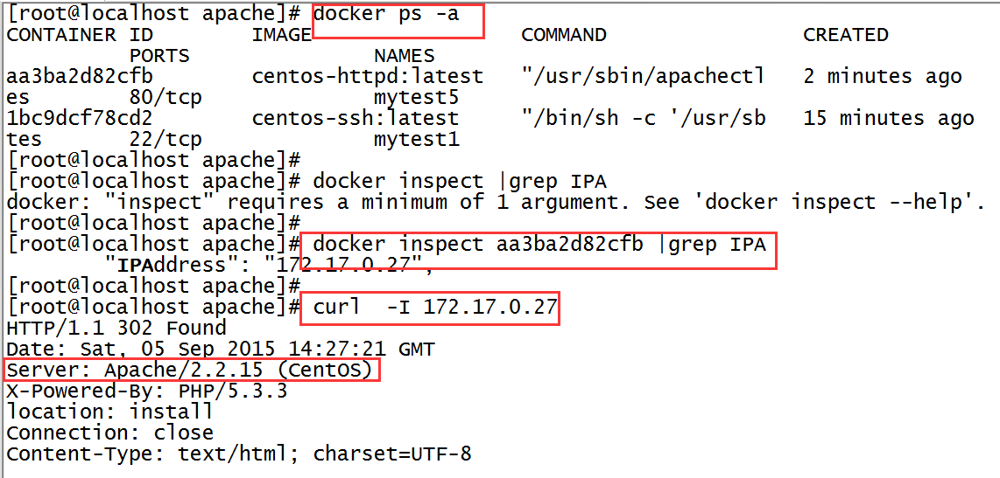 [root@localhost apache]# docker ps -a
CONTAINER ID        IMAGE                 COMMAND                CREATED
         PORTS               NAMES
aa3ba2d82cfb        centos-httpd:latest   "/usr/sbin/apachectl   2 minutes ago
es       80/tcp              mytest5
1bc9dcf78cd2        centos-ssh:latest     "/bin/sh -c '/usr/sb   15 minutes ago
tes      22/tcp              mytest1
[root@localhost apache]#
[root@localhost apache]# docker inspect |grep IPA
docker: "inspect" requires a minimum of 1 argument. See 'docker inspect --help'.
[root@localhost apache]#
[root@localhost apache]# docker inspect aa3ba2d82cfb |grep IPA
        "IPAddress": "172.17.0.27",
[root@localhost apache]#
[root@localhost apache]# curl  -I 172.17.0.27
HTTP/1.1 302 Found
Date: Sat, 05 Sep 2015 14:27:21 GMT
Server: Apache/2.2.15 (CentOS)
X-Powered-By: PHP/5.3.3
location: install
Connection: close
Content-Type: text/html; charset=UTF-8